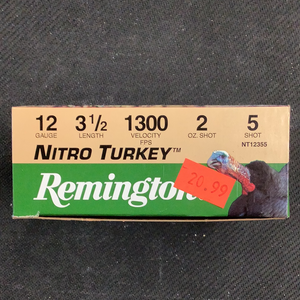 12 3 1/2 1300 2 5
GAUGE LENGTH VELOCITY OZ. SHOT SHOT
FPS NT12355
NITRO TURKEY™
Remington
20.99